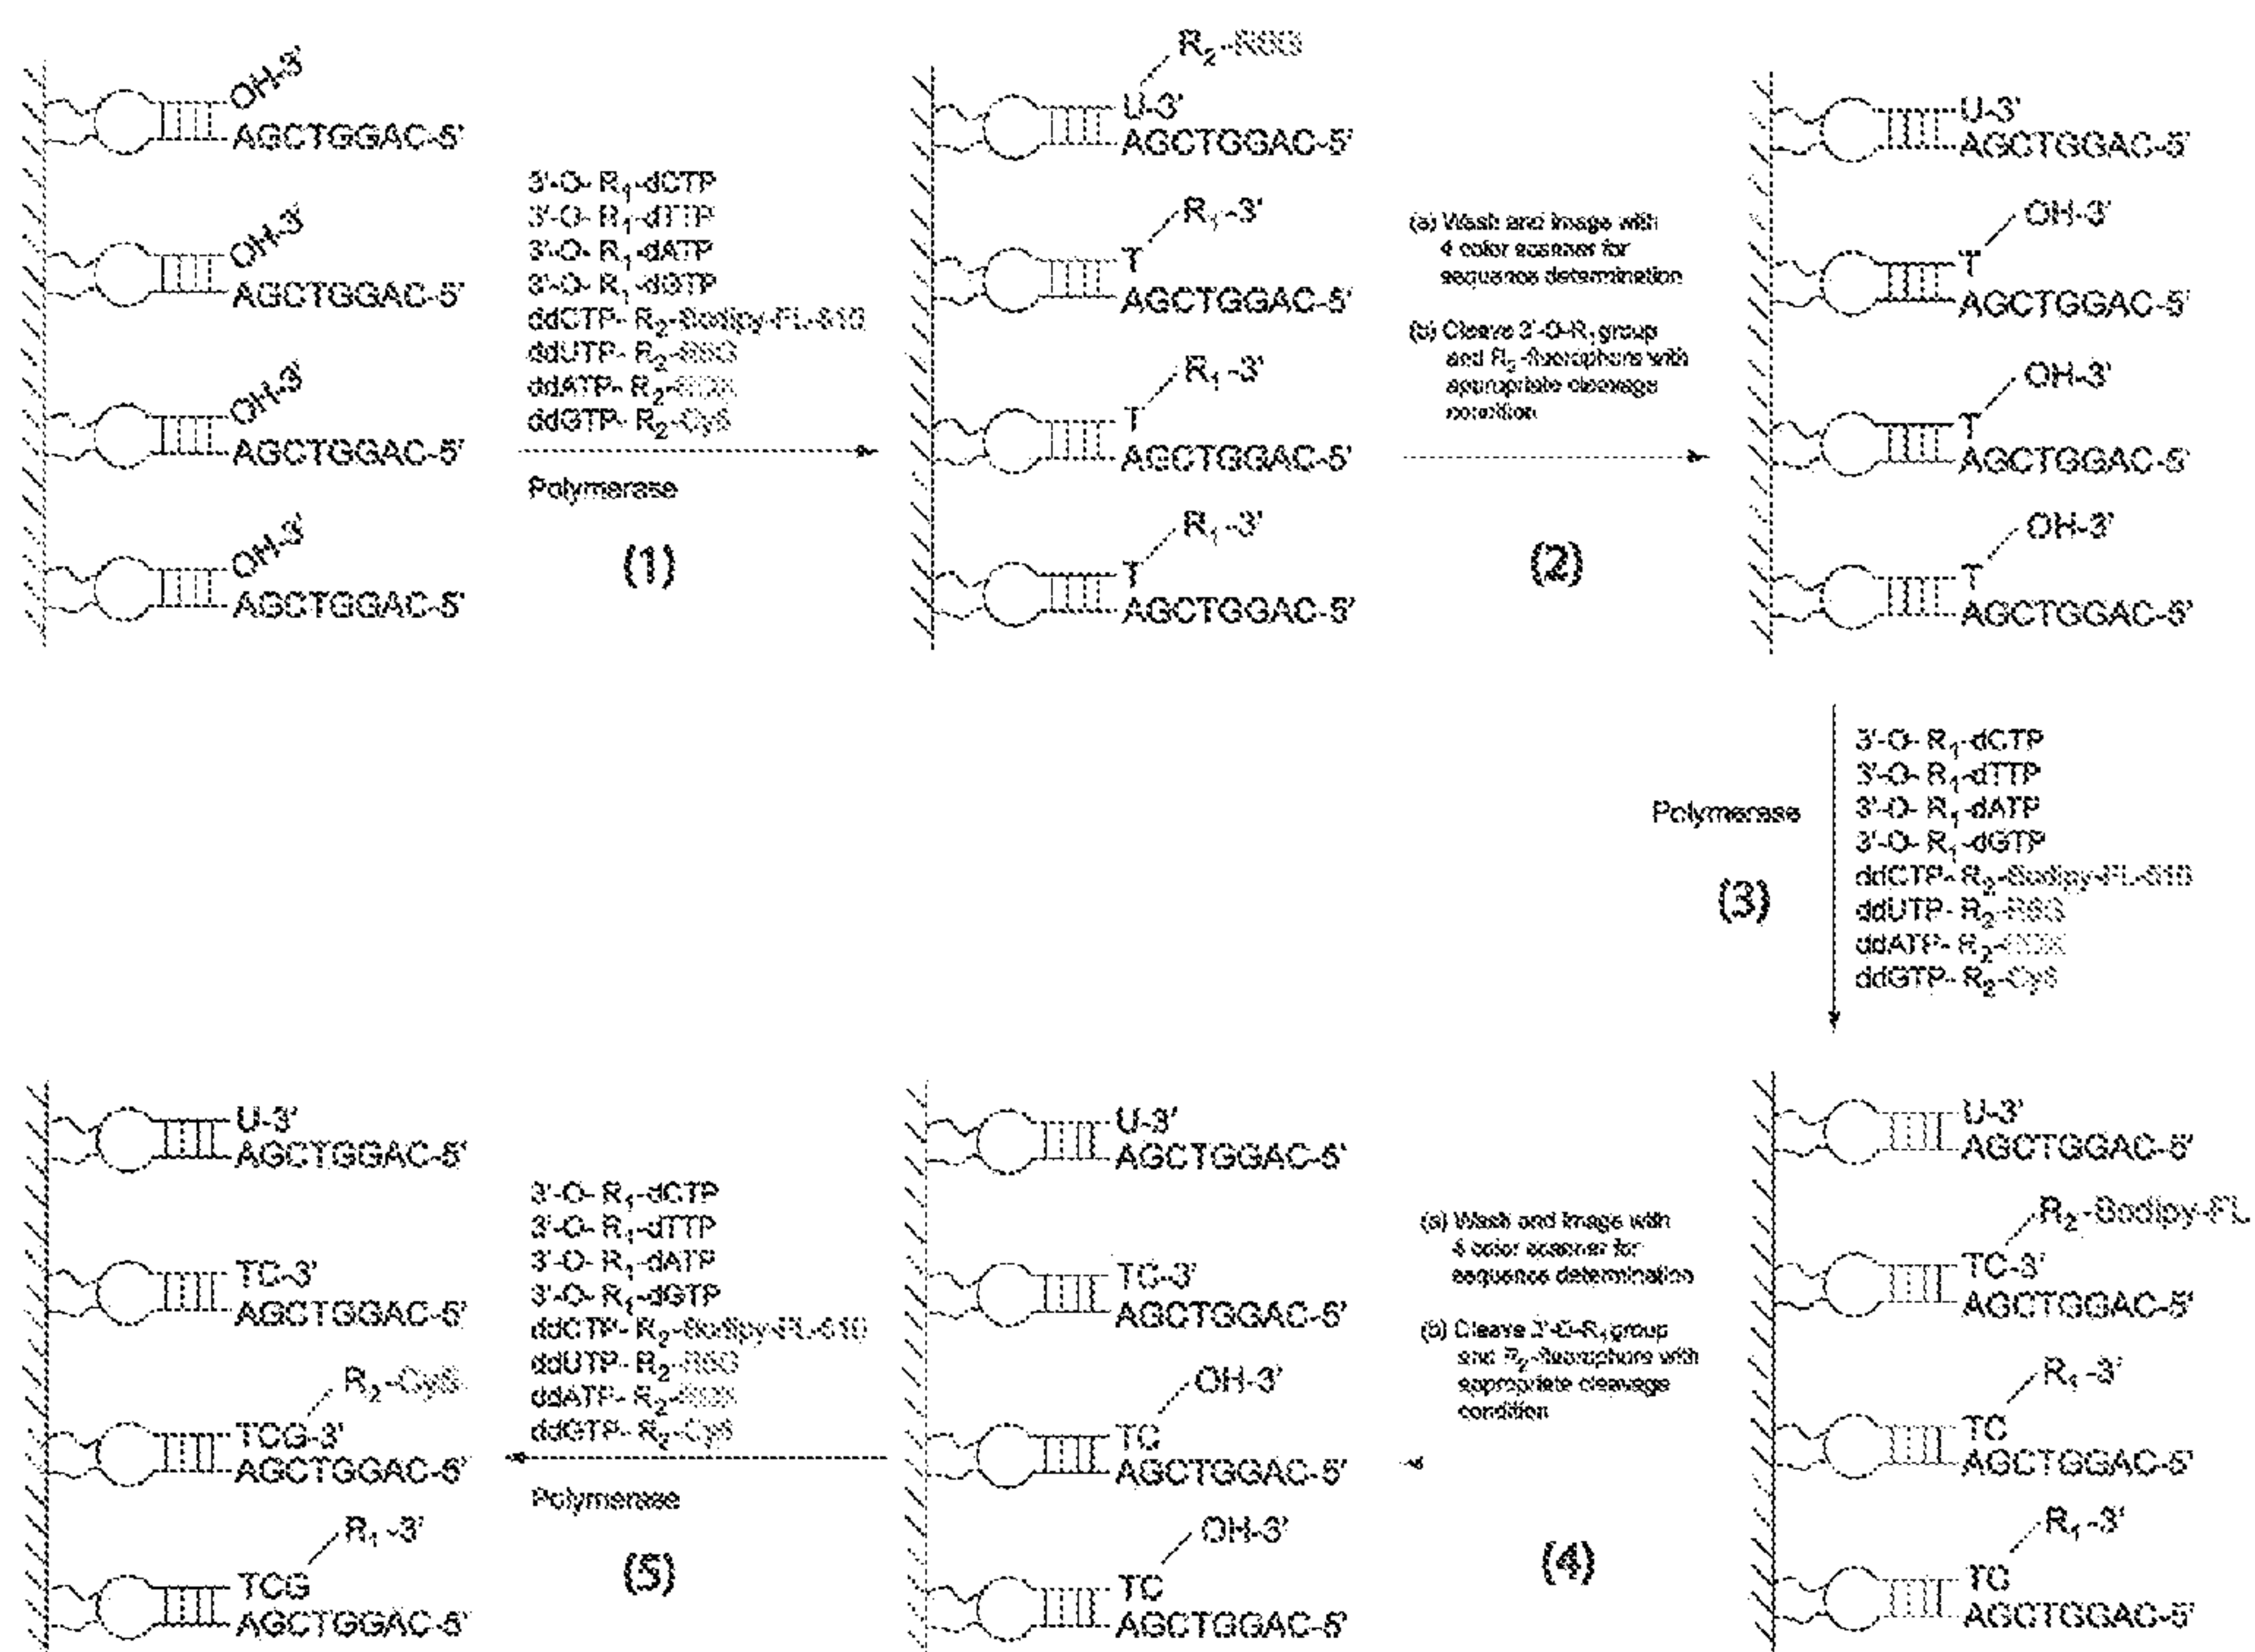 OH-3'
AGCTGGAC-5'
OH-3'
AGCTGGAC-5'
OH-3'
AGCTGGAC-5'
OH-3'
AGCTGGAC-5'
3'-O- R1-dCTP
3'-O- R1-dTTP
3'-O- R1-dATP
3'-O- R1-dGTP
ddCTP- R2-Bodipy-FL-510
ddUTP- R2-R6G
ddATP- R2-
ddGTP- R2-Cy5
Polymerase
(1)
R2-R6G
U-3'
AGCTGGAC-5'
R1-3'
T
AGCTGGAC-5'
R1-3'
T
AGCTGGAC-5'
R1-3'
T
AGCTGGAC-5'
(a) Wash and image with
4 color scanner for
sequence determination
(b) Cleave 3'-O-R1 group
and R2-fluorophore with
appropriate cleavage
condition
(2)
U-3'
AGCTGGAC-5'
OH-3'
T
AGCTGGAC-5'
OH-3'
T
AGCTGGAC-5'
OH-3'
T
AGCTGGAC-5'
Polymerase
(3)
3'-O- R1-dCTP
3'-O- R1-dTTP
3'-O- R1-dATP
3'-O- R1-dGTP
ddCTP- R2-Bodipy-FL-510
ddUTP- R2-R6G
ddATP- R2-
ddGTP- R2-Cy5
U-3'
AGCTGGAC-5'
R2-Bodipy-FL
TC-3'
AGCTGGAC-5'
R1-3'
TC
AGCTGGAC-5'
R1-3'
TC
AGCTGGAC-5'
(a) Wash and image with
4 color scanner for
sequence determination
(b) Cleave 3'-O-R1 group
and R2-fluorophore with
appropriate cleavage
condition
(4)
U-3'
AGCTGGAC-5'
TC-3'
AGCTGGAC-5'
OH-3'
TC
AGCTGGAC-5'
OH-3'
TC
AGCTGGAC-5'
3'-O- R1-dCTP
3'-O- R1-dTTP
3'-O- R1-dATP
3'-O- R1-dGTP
ddCTP- R2-Bodipy-FL-510
ddUTP- R2-R6G
ddATP- R2-
ddGTP- R2-Cy5
Polymerase
(5)
U-3'
AGCTGGAC-5'
TC-3'
AGCTGGAC-5'
R2-Cy5
TCG-3'
AGCTGGAC-5'
R1-3'
TCG
AGCTGGAC-5'